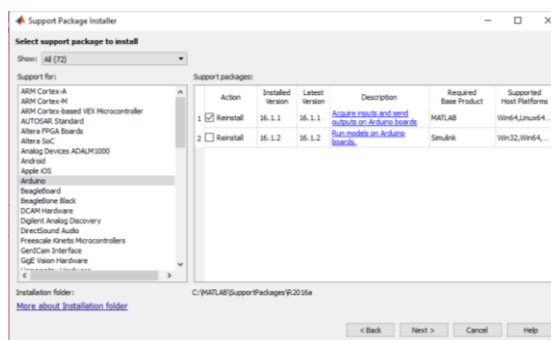 Support Package Installer
Select support package to install
Show: All (72)
Support for:
ARM Cortex-A
ARM Cortex-M
ARM Cortex-based VEX Microcontroller
AUTOSAR Standard
Altera FPGA Boards
Altera SoC
Analog Devices ADALM1000
Android
Apple iOS
Arduino
BeagleBoard
BeagleBone Black
DCAM Hardware
Digilent Analog Discovery
DirectSound Audio
Freescale Kinetis Microcontrollers
GenICam Interface
GigE Vision Hardware
Support packages:
Action Installed Version Latest Version Description Required Base Product Supported Host Platforms
1 Reinstall 16.1.1 16.1.1 Acquire inputs and send outputs on Arduino boards MATLAB Win64,Linux64...
2 Reinstall 16.1.2 16.1.2 Run models on Arduino boards. Simulink Win32,Win64,...
Installation folder: C:\MATLAB\SupportPackages\R2016a
More about Installation folder
< Back Next > Cancel Help